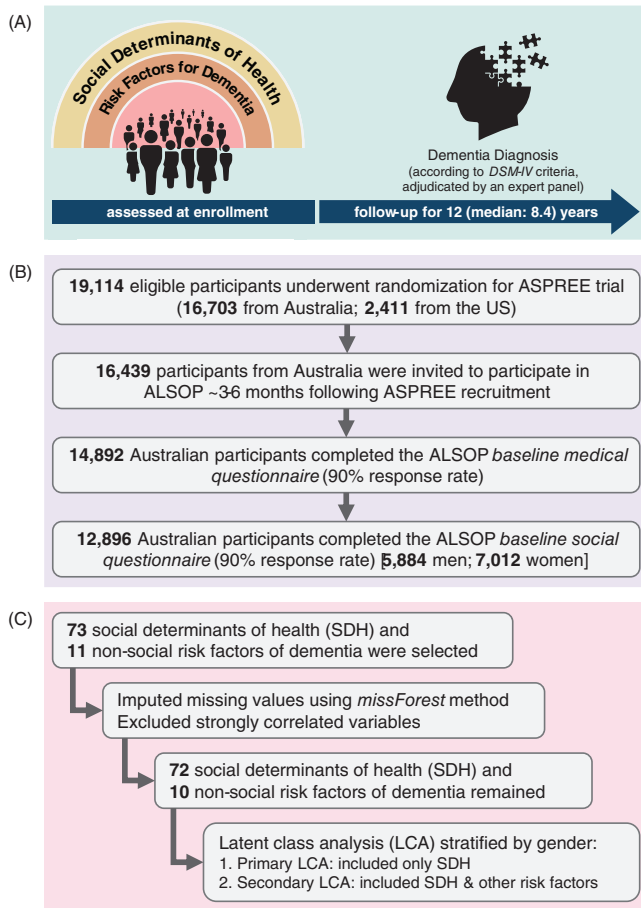 (A)
Social Determinants of Health
Risk Factors for Dementia
Dementia Diagnosis
(according to DSM-IV criteria,
adjudicated by an expert panel)
assessed at enrollment
follow-up for 12 (median: 8.4) years
(B)
19,114 eligible participants underwent randomization for ASPREE trial
(16,703 from Australia; 2,411 from the US)
16,439 participants from Australia were invited to participate in
ALSOP ~3-6 months following ASPREE recruitment
14,892 Australian participants completed the ALSOP baseline medical
questionnaire (90% response rate)
12,896 Australian participants completed the ALSOP baseline social
questionnaire (90% response rate) [5,884 men; 7,012 women]
(C)
73 social determinants of health (SDH) and
11 non-social risk factors of dementia were selected
Imputed missing values using missForest method
Excluded strongly correlated variables
72 social determinants of health (SDH) and
10 non-social risk factors of dementia remained
Latent class analysis (LCA) stratified by gender:
1. Primary LCA: included only SDH
2. Secondary LCA: included SDH & other risk factors